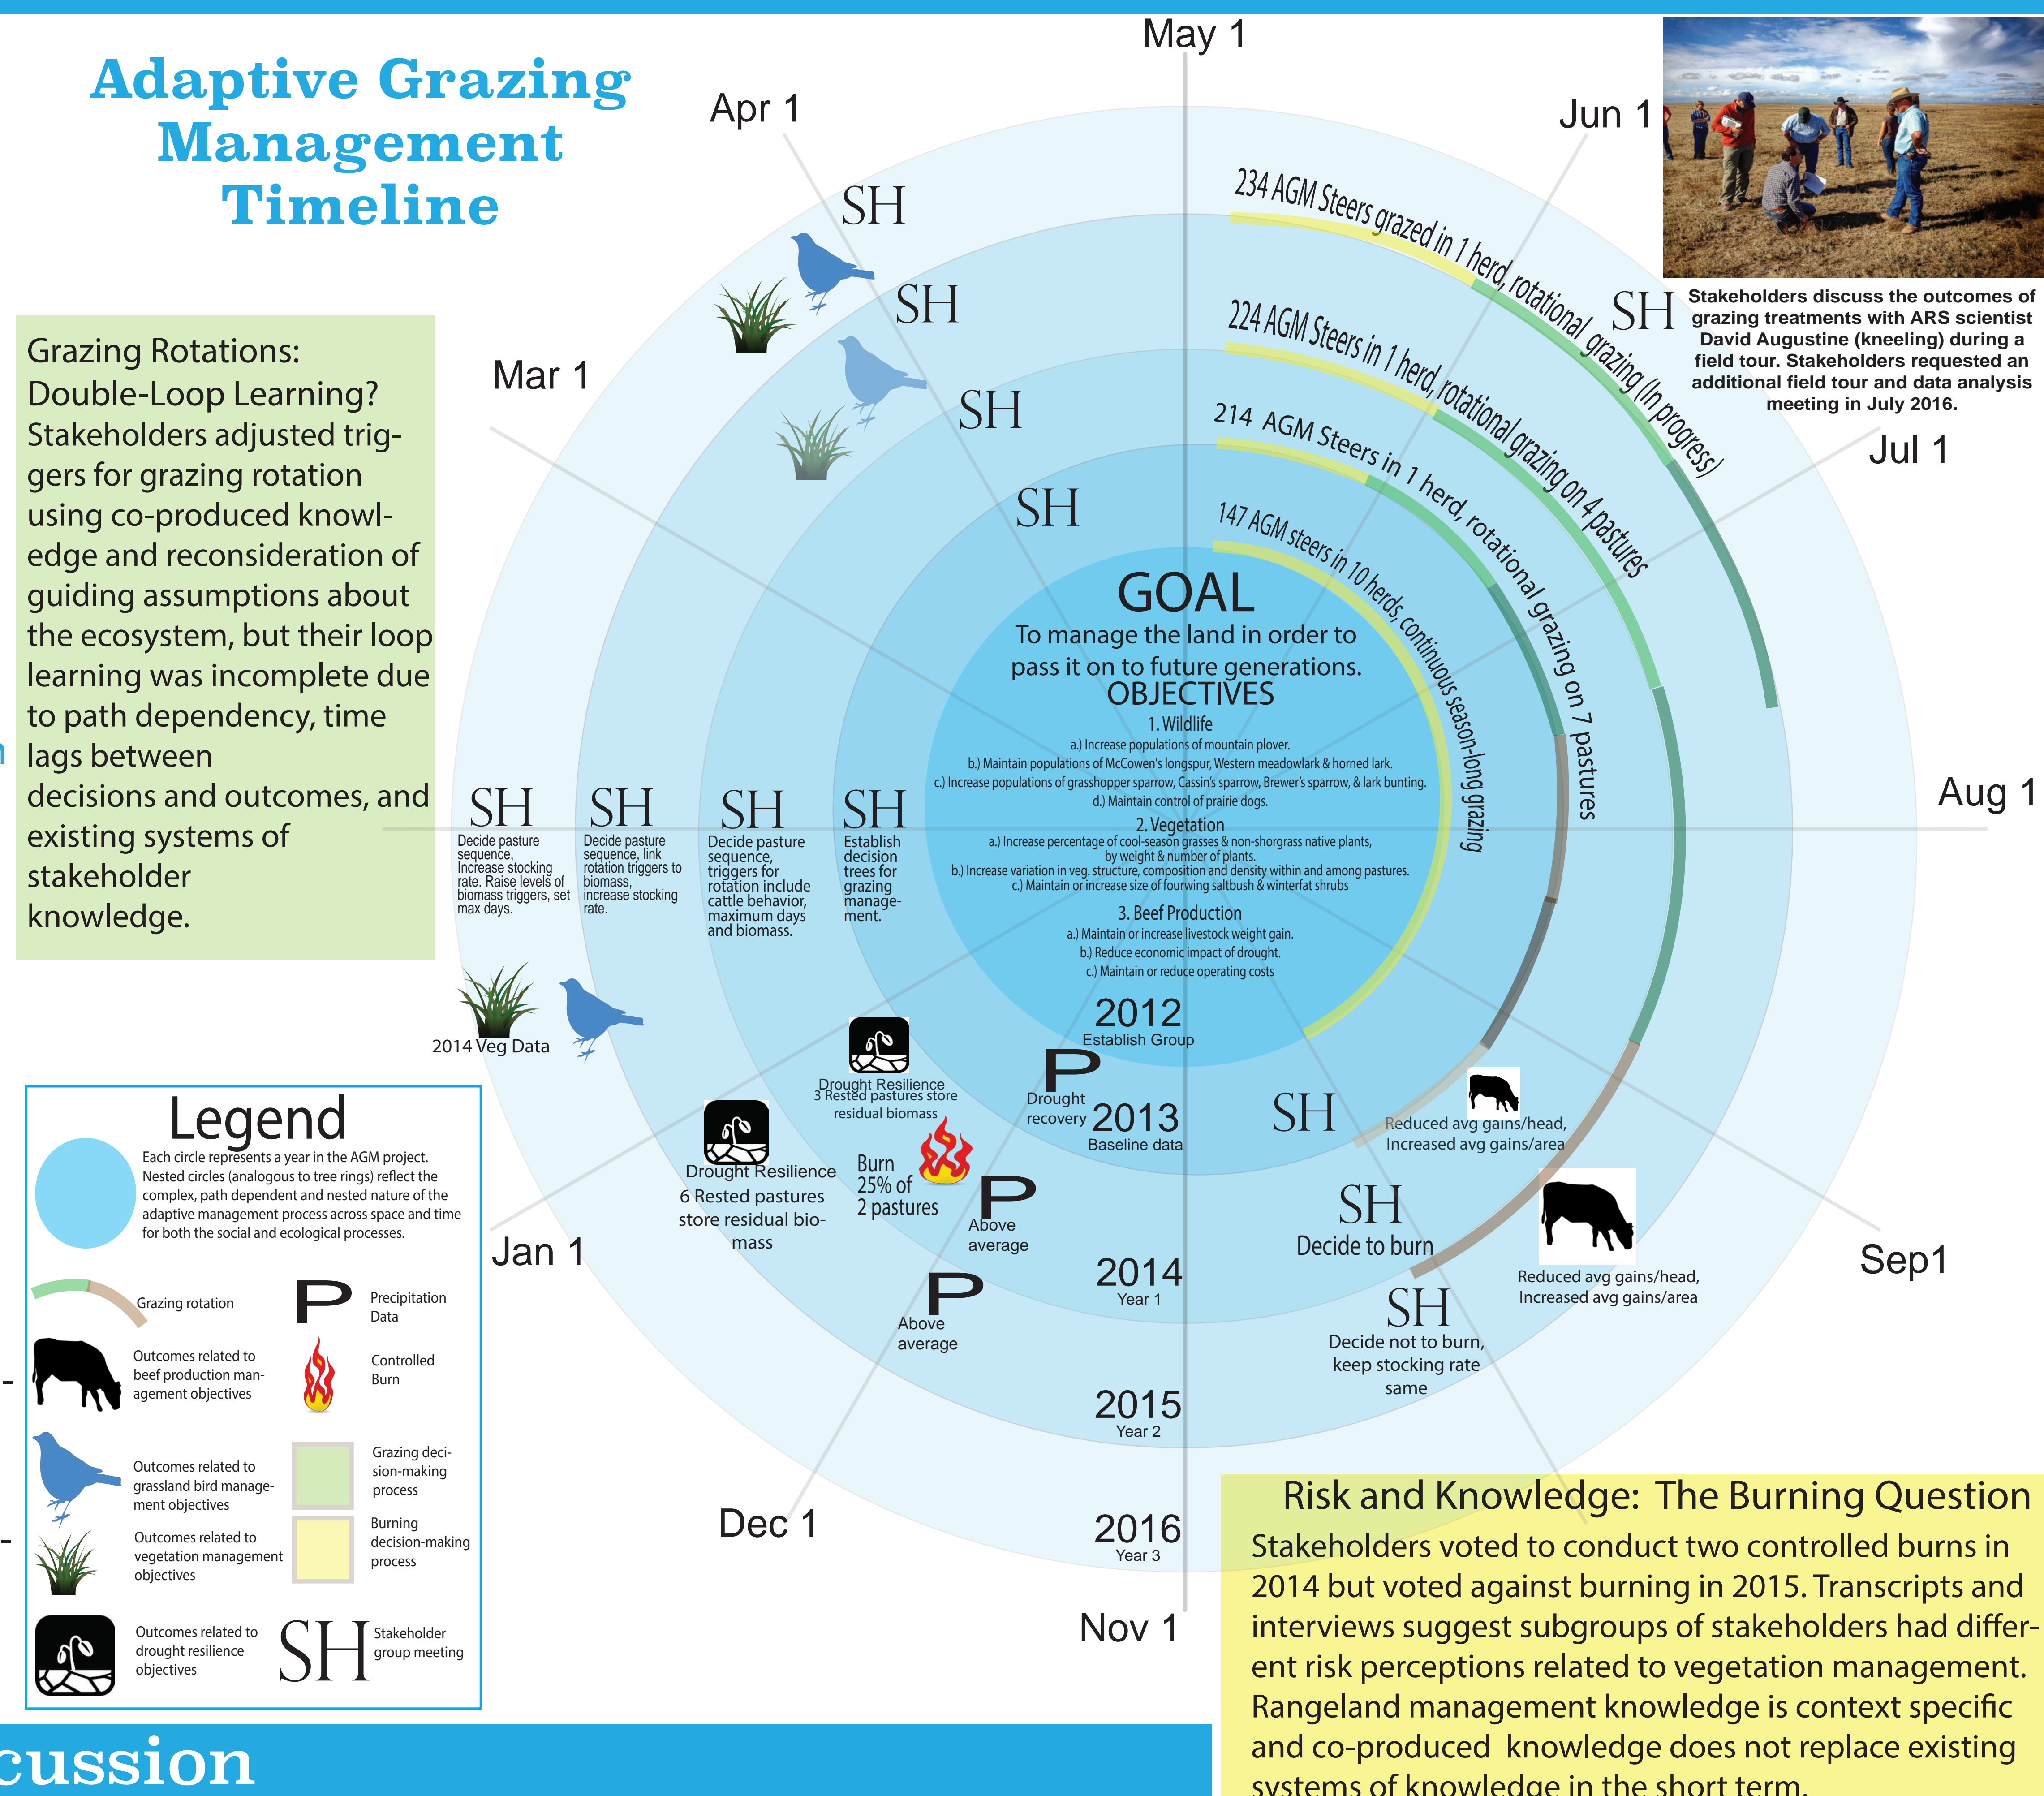 Adaptive Grazing
Management
Timeline
May 1
Apr 1
Jun 1
Mar 1
Jul 1
Aug 1
Sep1
Nov 1
Dec 1
Jan 1
Stakeholders discuss the outcomes of
grazing treatments with ARS scientist
David Augustine (kneeling) during a
field tour. Stakeholders requested an
additional field tour and data analysis
meeting in July 2016.
Grazing Rotations:
Double-Loop Learning?
Stakeholders adjusted trig-
gers for grazing rotation
using co-produced knowl-
edge and reconsideration of
guiding assumptions about
the ecosystem, but their loop
learning was incomplete due
to path dependency, time
lags between
decisions and outcomes, and
existing systems of
stakeholder
knowledge.
SH
SH
SH
SH
SH
234 AGM Steers grazed in 1 herd, rotational grazing (In progress)
224 AGM Steers in 1 herd, rotational grazing on 4 pastures
214 AGM Steers in 1 herd, rotational grazing on 7 pastures
147 AGM steers in 10 herds, continuous season-long grazing
GOAL
To manage the land in order to
pass it on to future generations.
OBJECTIVES
1. Wildlife
a.) Increase populations of mountain plover.
b.) Maintain populations of McCowen's longspur, Western meadowlark & horned lark.
c.) Increase populations of grasshopper sparrow, Cassin's sparrow, Brewer's sparrow, & lark bunting.
d.) Maintain control of prairie dogs.
2. Vegetation
a.) Increase percentage of cool-season grasses & non-shorgrass native plants,
by weight & number of plants.
b.) Increase variation in veg. structure, composition and density within and among pastures.
c.) Maintain or increase size of fourwing saltbush & winterfat shrubs
3. Beef Production
a.) Maintain or increase livestock weight gain.
b.) Reduce economic impact of drought.
c.) Maintain or reduce operating costs
2012
Establish Group
2013
Baseline data
2014
Year 1
2015
Year 2
2016
Year 3
SH
Decide pasture
sequence,
Increase stocking
rate. Raise levels of
biomass triggers, set
max days.
SH
Decide pasture
sequence, link
rotation triggers to
biomass,
increase stocking
rate.
SH
Decide pasture
sequence,
triggers for
rotation include
cattle behavior,
maximum days
and biomass.
SH
Establish
decision
trees for
grazing
manage-
ment.
2014 Veg Data
Drought Resilience
3 Rested pastures store
residual biomass
Drought Resilience
6 Rested pastures
store residual bio-
mass
Burn
25% of
2 pastures
P
Drought
recovery
P
Above
average
P
Above
average
SH
SH
Decide to burn
SH
Decide not to burn,
keep stocking rate
same
Reduced avg gains/head,
Increased avg gains/area
Reduced avg gains/head,
Increased avg gains/area
Legend
Each circle represents a year in the AGM project.
Nested circles (analogous to tree rings) reflect the
complex, path dependent and nested nature of the
adaptive management process across space and time
for both the social and ecological processes.
Grazing rotation
P
Precipitation
Data
Outcomes related to
beef production man-
agement objectives
Controlled
Burn
Outcomes related to
grassland bird manage-
ment objectives
Grazing deci-
sion-making
process
Outcomes related to
vegetation management
objectives
Burning
decision-making
process
Outcomes related to
drought resilience
objectives
SH
Stakeholder
group meeting
Risk and Knowledge: The Burning Question
Stakeholders voted to conduct two controlled burns in
2014 but voted against burning in 2015. Transcripts and
interviews suggest subgroups of stakeholders had differ-
ent risk perceptions related to vegetation management.
Rangeland management knowledge is context specific
and co-produced knowledge does not replace existing
systems of knowledge in the short term.
cussion